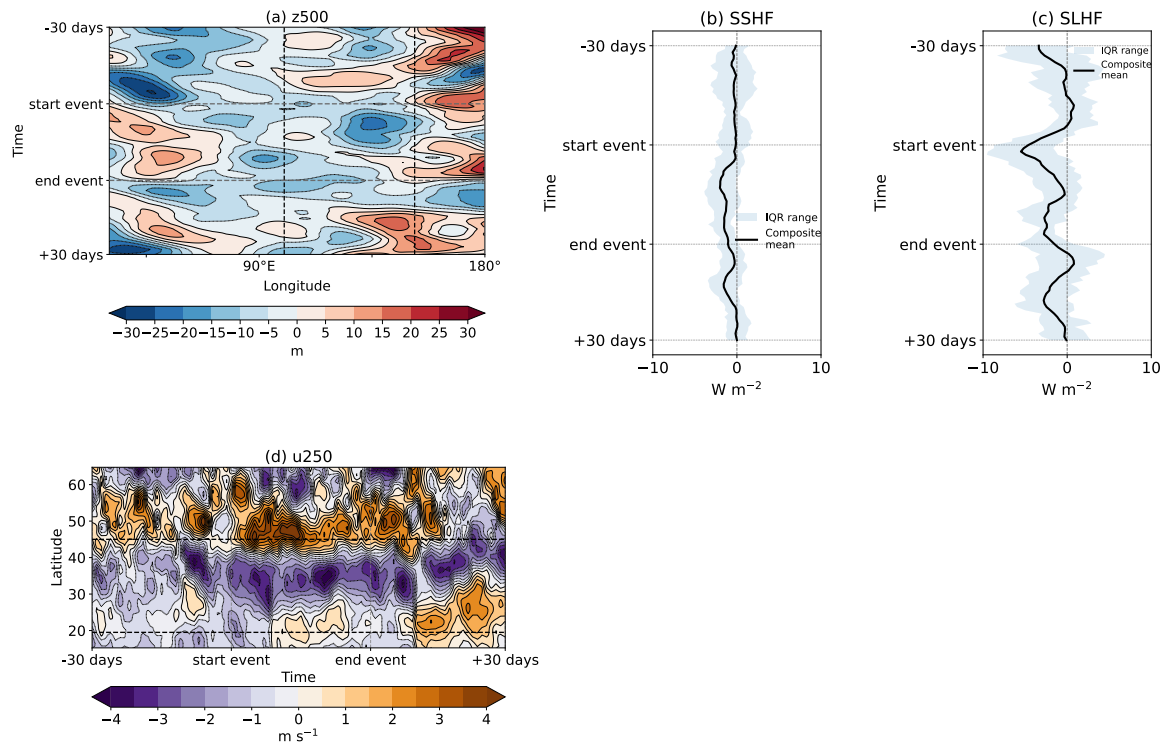 (a) z500
-30 days
start event
end event
+30 days
Time
90°E
180°
Longitude
−30 −25 −20 −15 −10 −5 0 5 10 15 20 25 30
m
(b) SSHF
-30 days
start event
end event
+30 days
Time
IQR range
Composite
mean
−10 0 10
W m⁻²
(c) SLHF
-30 days
start event
end event
+30 days
Time
IQR range
Composite
mean
−10 0 10
W m⁻²
(d) u250
60
50
40
30
20
Latitude
-30 days start event end event +30 days
Time
−4 −3 −2 −1 0 1 2 3 4
m s⁻¹